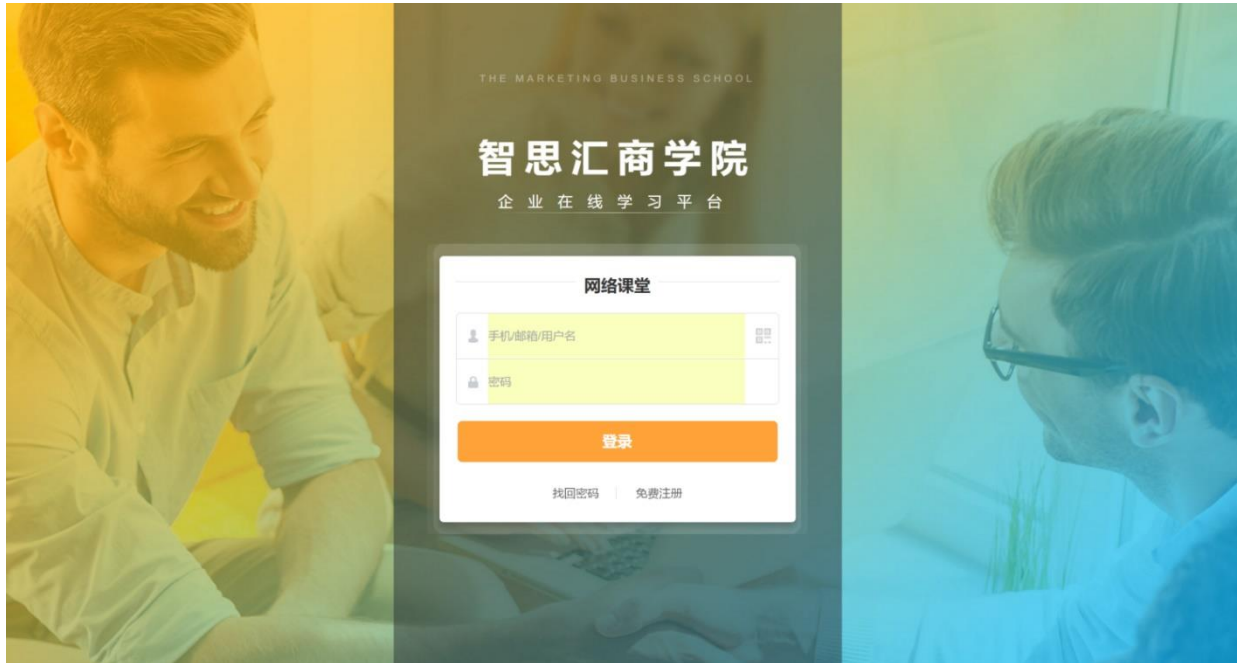 THE MARKETING BUSINESS SCHOOL
智思汇商学院
企业在线学习平台
网络课堂
手机/邮箱/用户名
密码
登录
找回密码 免费注册